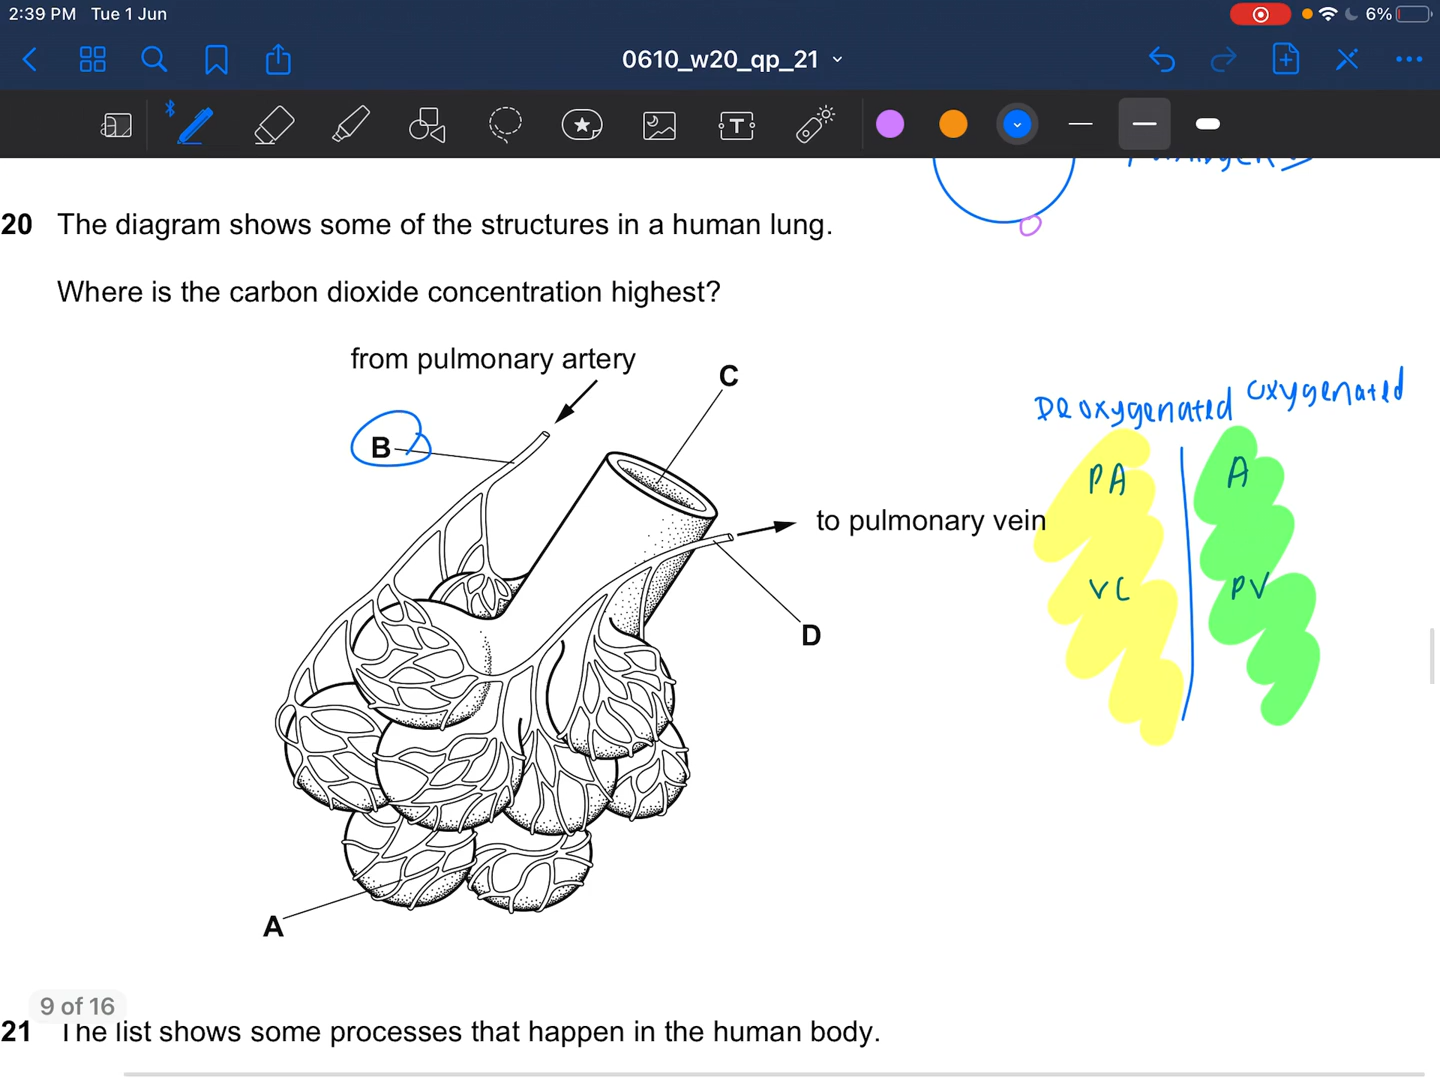 2:39 PM Tue 1 Jun
6%
0610_w20_qp_21
T
20 The diagram shows some of the structures in a human lung.
Where is the carbon dioxide concentration highest?
from pulmonary artery
C
B
Deoxygenated
oxygenated
PA
A
to pulmonary vein
VC
PV
D
A
9 of 16
21 The list shows some processes that happen in the human body.